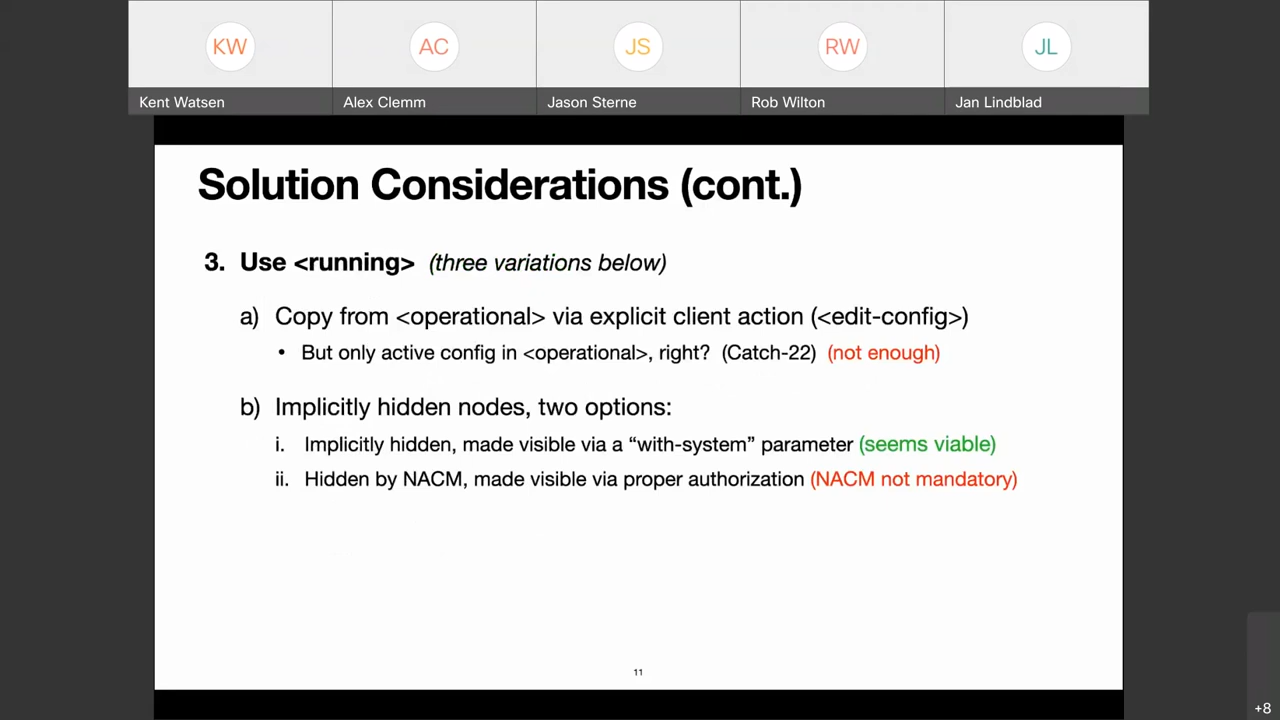 KW
AC
JS
RW
JL
Kent Watsen
Alex Clemm
Jason Sterne
Rob Wilton
Jan Lindblad
Solution Considerations (cont.)
3. Use <running> (three variations below)
a) Copy from <operational> via explicit client action (<edit-config>)
• But only active config in <operational>, right? (Catch-22) (not enough)
b) Implicitly hidden nodes, two options:
i. Implicitly hidden, made visible via a “with-system” parameter (seems viable)
ii. Hidden by NACM, made visible via proper authorization (NACM not mandatory)
11
+8